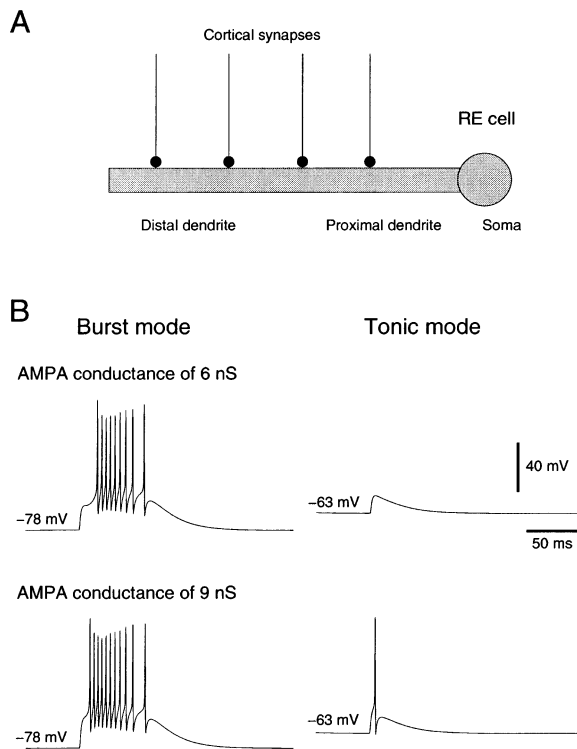 A
Cortical synapses
RE cell
Distal dendrite
Proximal dendrite
Soma
B
Burst mode
Tonic mode
AMPA conductance of 6 nS
40 mV
−78 mV
−63 mV
50 ms
AMPA conductance of 9 nS
−78 mV
−63 mV